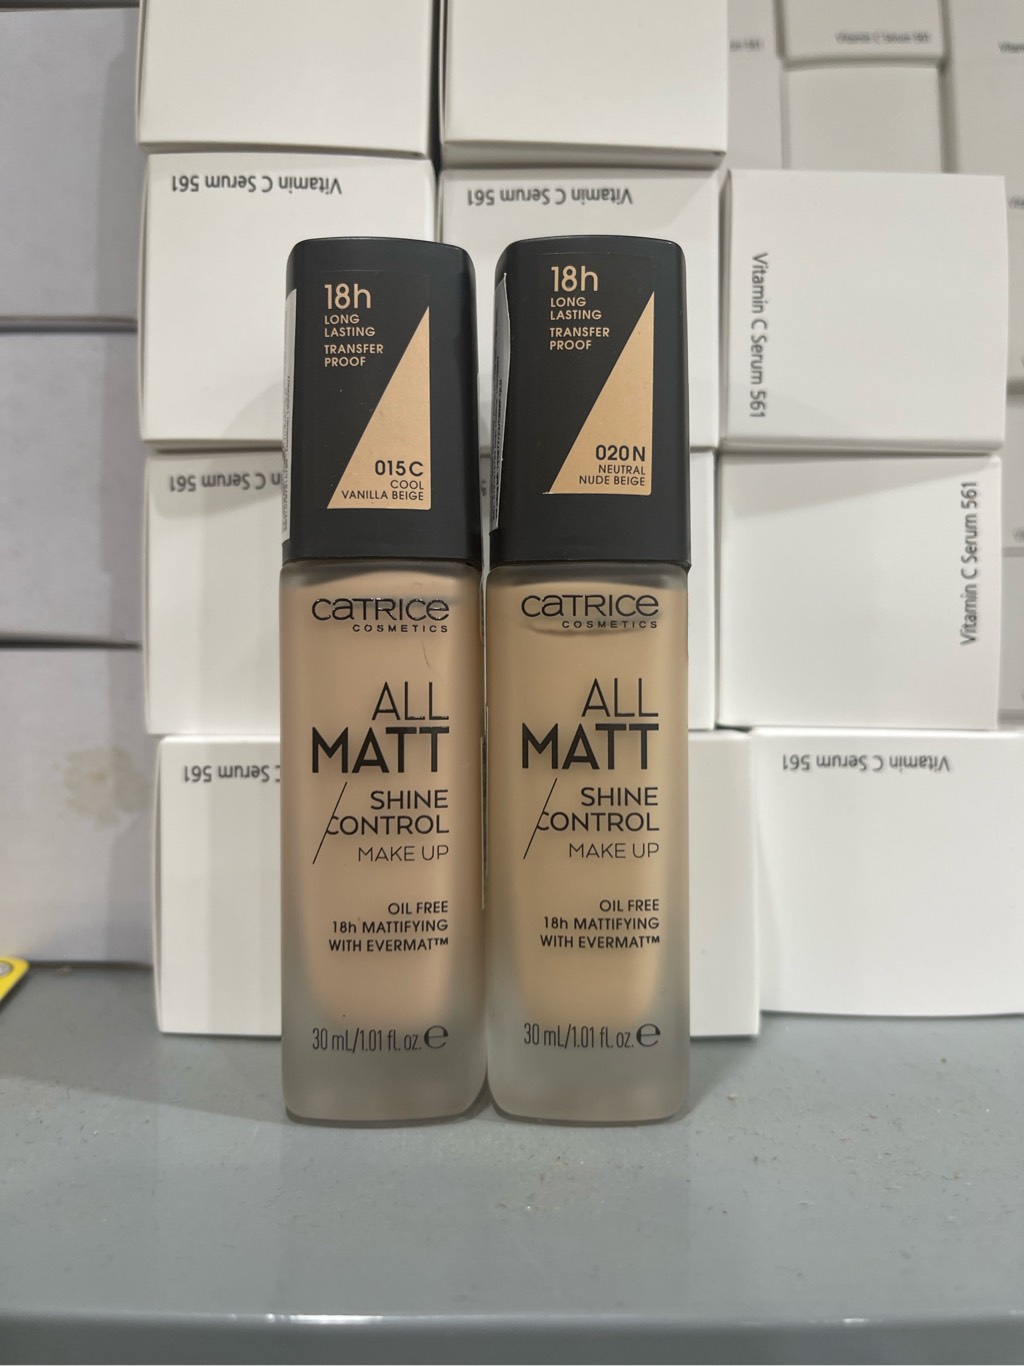 Vitamin C Serum 561
Vitamin C Serum 561
Vitamin C Serum 561
Vitamin C Serum 561
n C Serum 561
Vitamin C Serum 561
C Serum 561
Vitamin C Serum 561
18h
LONG
LASTING
TRANSFER
PROOF
015 C
COOL
VANILLA BEIGE
CATRICE
COSMETICS
ALL
MATT
SHINE
CONTROL
MAKE UP
OIL FREE
18h MATTIFYING
WITH EVERMAT™
30 mL/1.01 fl. oz. ℮
18h
LONG
LASTING
TRANSFER
PROOF
020 N
NEUTRAL
NUDE BEIGE
CATRICE
COSMETICS
ALL
MATT
SHINE
CONTROL
MAKE UP
OIL FREE
18h MATTIFYING
WITH EVERMAT™
30 mL/1.01 fl. oz. ℮